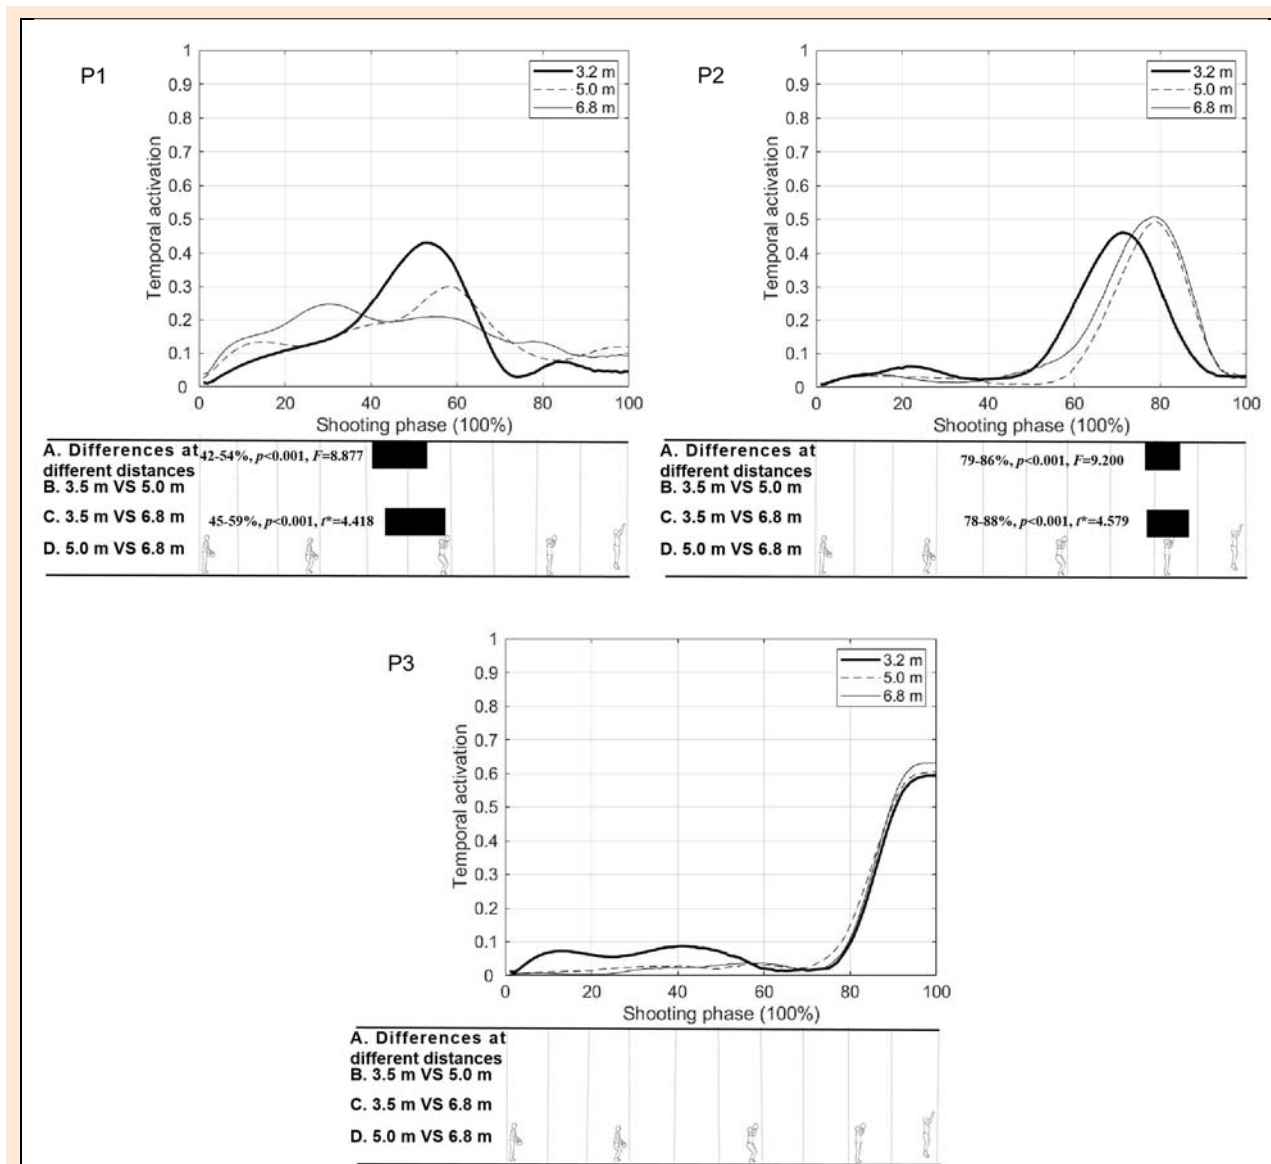 P1
1
0.9
0.8
0.7
0.6
0.5
0.4
0.3
0.2
0.1
0
Temporal activation
3.2 m
5.0 m
6.8 m
0 20 40 60 80 100
Shooting phase (100%)
A. Differences at
different distances
42-54%, p<0.001, F=8.877
B. 3.5 m VS 5.0 m
C. 3.5 m VS 6.8 m
45-59%, p<0.001, t*=4.418
D. 5.0 m VS 6.8 m
P2
1
0.9
0.8
0.7
0.6
0.5
0.4
0.3
0.2
0.1
0
Temporal activation
3.2 m
5.0 m
6.8 m
0 20 40 60 80 100
Shooting phase (100%)
A. Differences at
different distances
79-86%, p<0.001, F=9.200
B. 3.5 m VS 5.0 m
C. 3.5 m VS 6.8 m
78-88%, p<0.001, t*=4.579
D. 5.0 m VS 6.8 m
P3
1
0.9
0.8
0.7
0.6
0.5
0.4
0.3
0.2
0.1
0
Temporal activation
3.2 m
5.0 m
6.8 m
0 20 40 60 80 100
Shooting phase (100%)
A. Differences at
different distances
B. 3.5 m VS 5.0 m
C. 3.5 m VS 6.8 m
D. 5.0 m VS 6.8 m